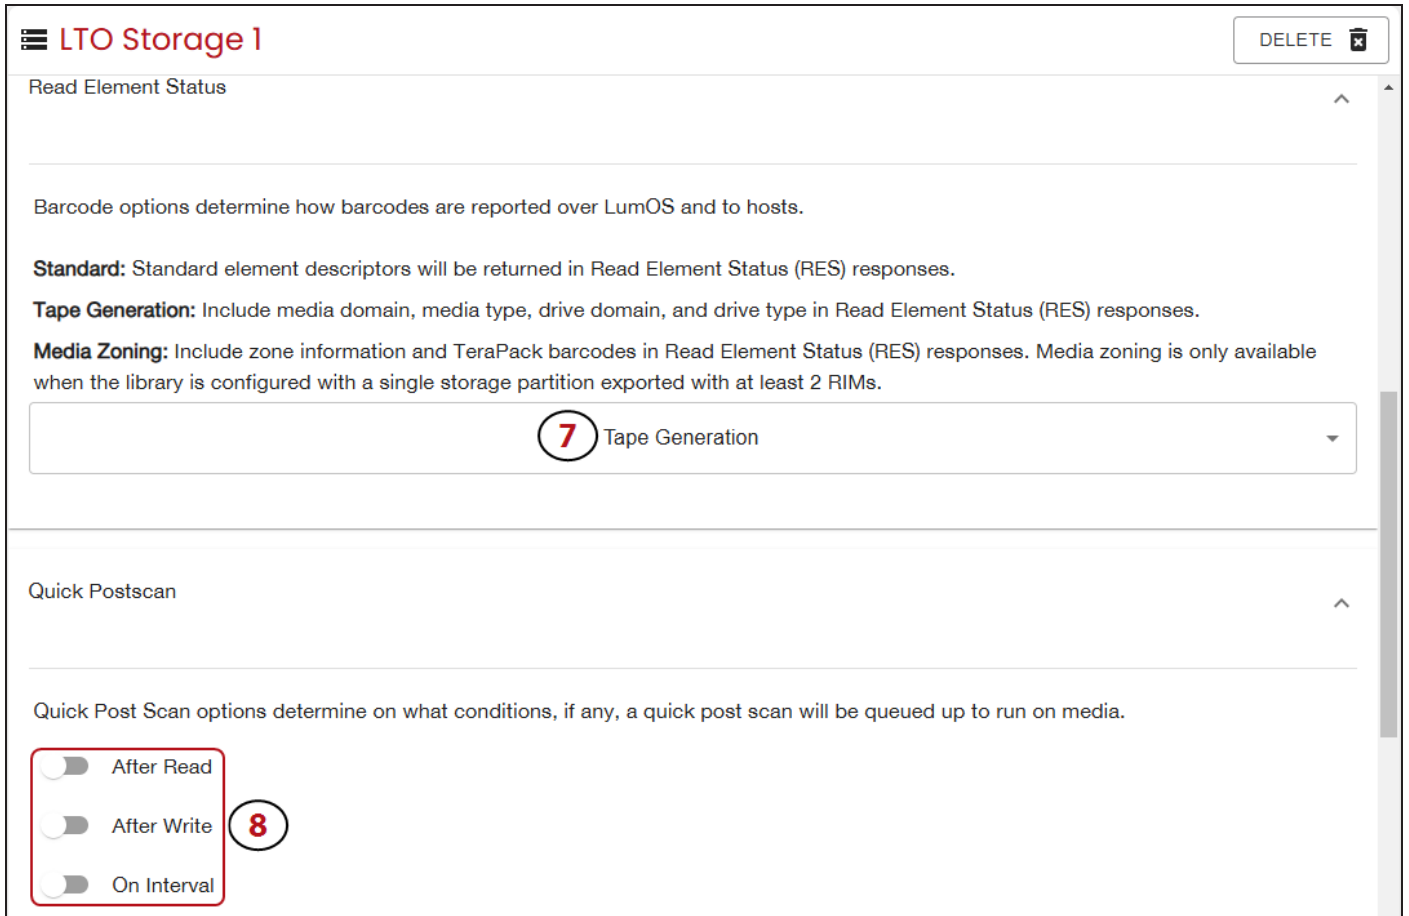 LTO Storage 1
DELETE
Read Element Status
Barcode options determine how barcodes are reported over LumOS and to hosts.
Standard: Standard element descriptors will be returned in Read Element Status (RES) responses.
Tape Generation: Include media domain, media type, drive domain, and drive type in Read Element Status (RES) responses.
Media Zoning: Include zone information and TeraPack barcodes in Read Element Status (RES) responses. Media zoning is only available
when the library is configured with a single storage partition exported with at least 2 RIMs.
7 Tape Generation
Quick Postscan
Quick Post Scan options determine on what conditions, if any, a quick post scan will be queued up to run on media.
After Read
After Write
8
On Interval